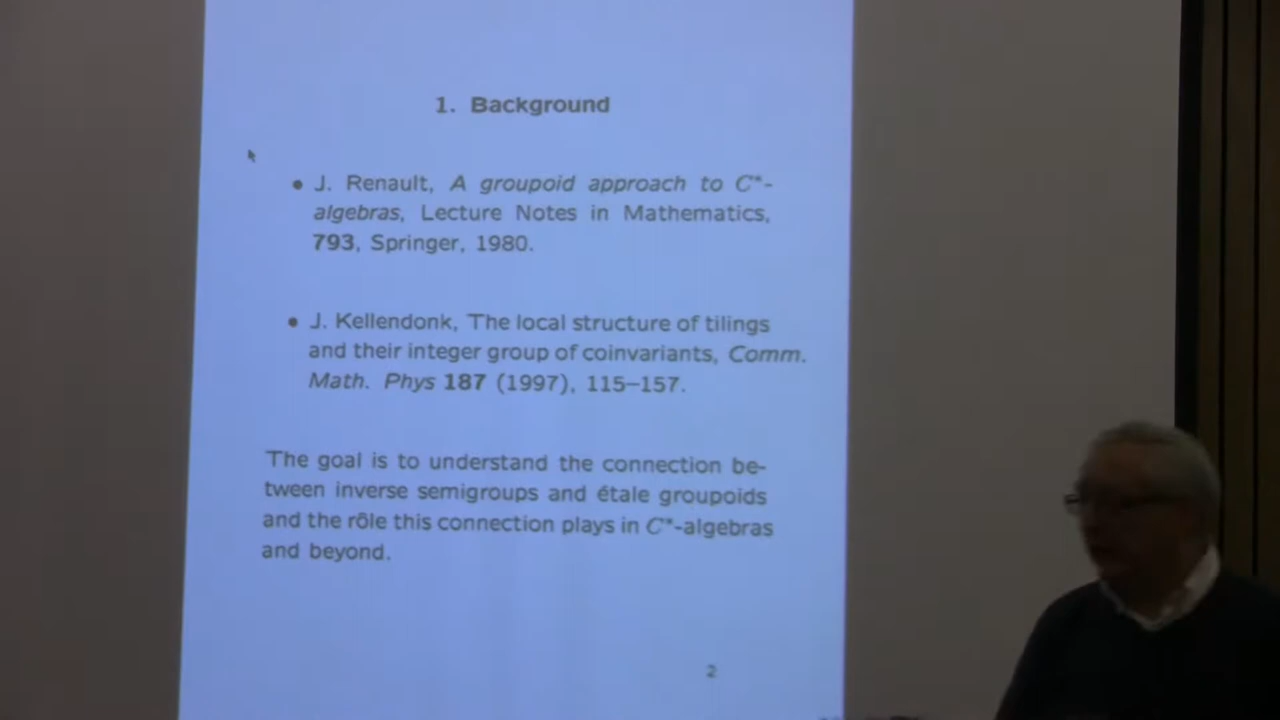 1. Background
• J. Renault, A groupoid approach to C*-
algebras, Lecture Notes in Mathematics,
793, Springer, 1980.
• J. Kellendonk, The local structure of tilings
and their integer group of coinvariants, Comm.
Math. Phys 187 (1997), 115–157.
The goal is to understand the connection be-
tween inverse semigroups and étale groupoids
and the rôle this connection plays in C*-algebras
and beyond.
2